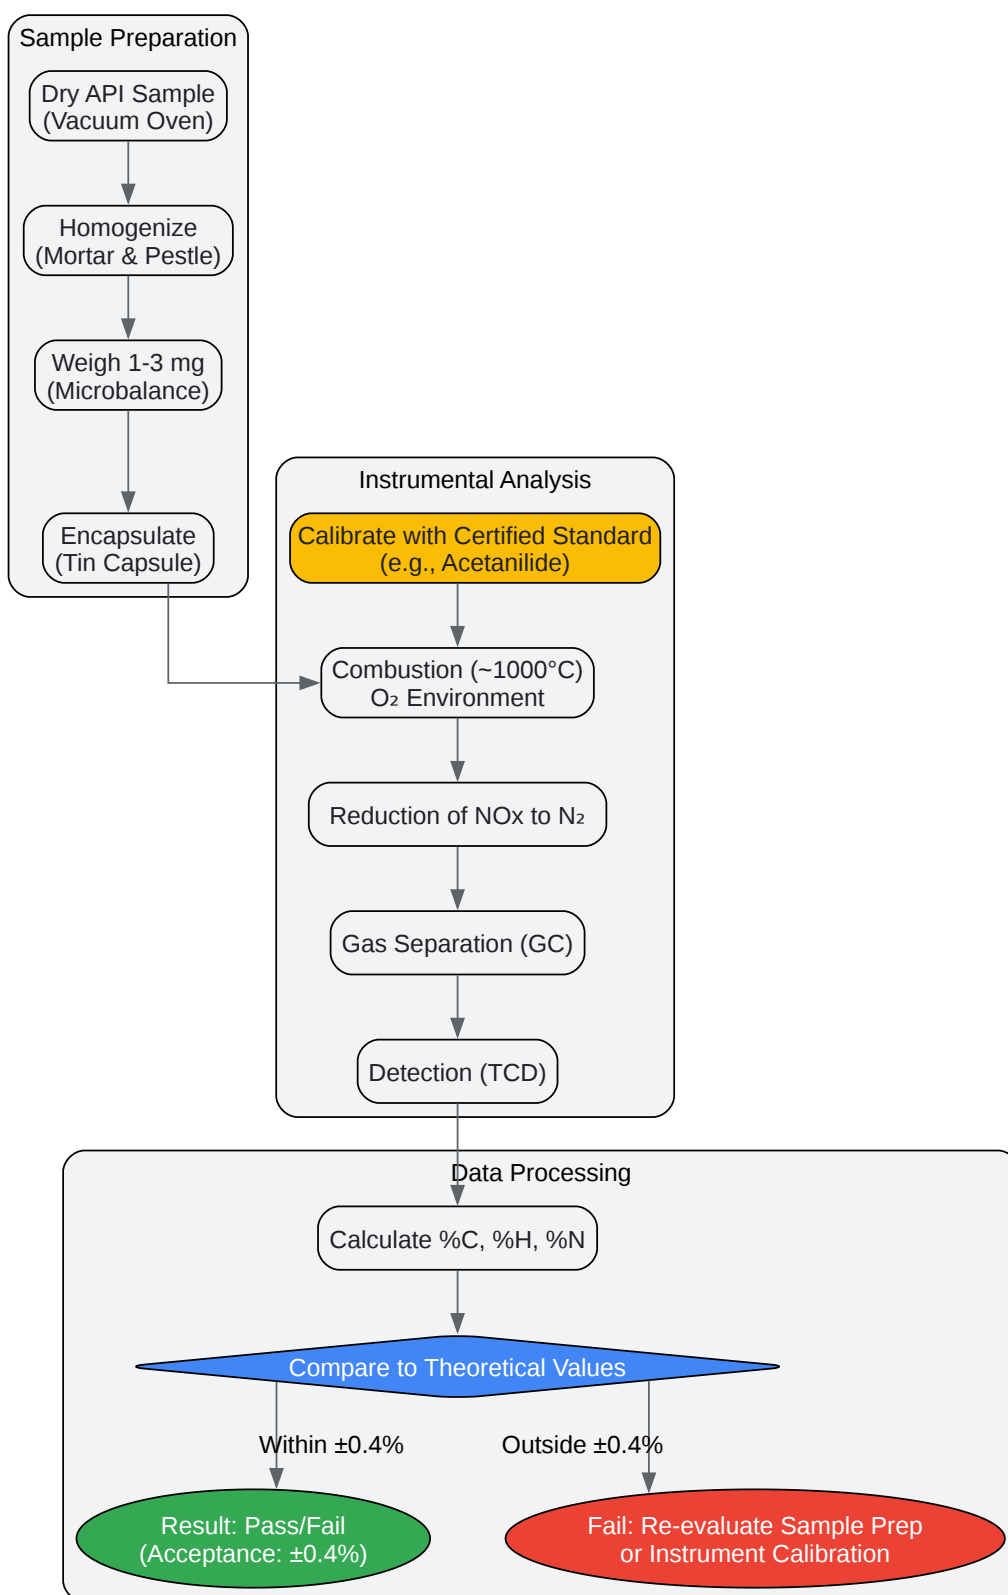 Sample Preparation
Dry API Sample
(Vacuum Oven)
Homogenize
(Mortar & Pestle)
Weigh 1-3 mg
(Microbalance)
Encapsulate
(Tin Capsule)
Instrumental Analysis
Calibrate with Certified Standard
(e.g., Acetanilide)
Combustion (~1000°C)
O₂ Environment
Reduction of NOx to N₂
Gas Separation (GC)
Detection (TCD)
Data Processing
Calculate %C, %H, %N
Compare to Theoretical Values
Within ±0.4%
Outside ±0.4%
Result: Pass/Fail
(Acceptance: ±0.4%)
Fail: Re-evaluate Sample Prep
or Instrument Calibration